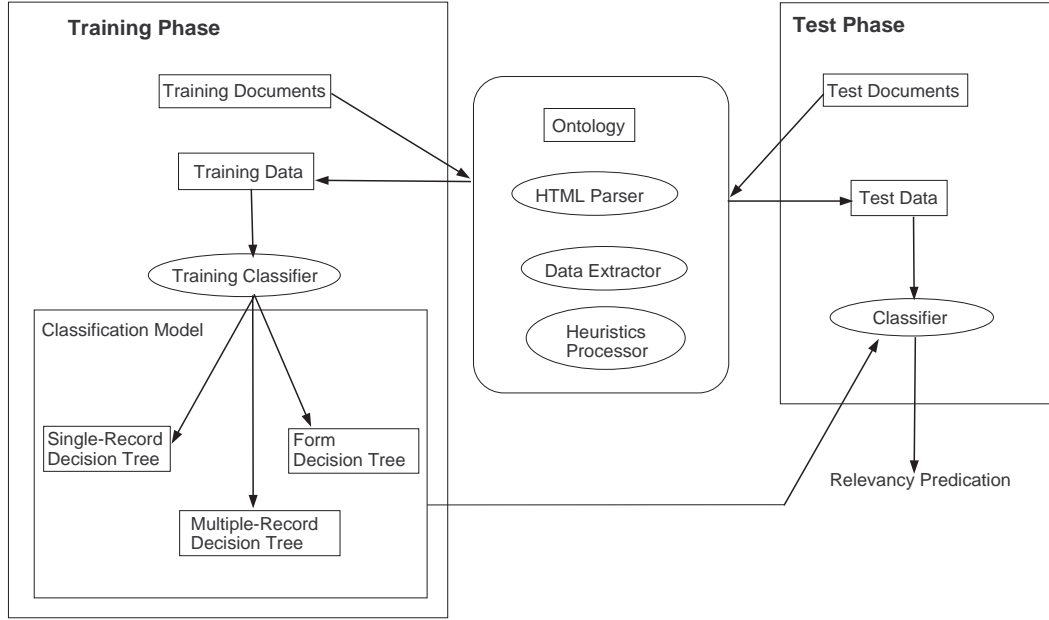 Training Phase
Training Documents
Training Data
Training Classifier
Classification Model
Single-Record
Decision Tree
Form
Decision Tree
Multiple-Record
Decision Tree
Ontology
HTML Parser
Data Extractor
Heuristics
Processor
Test Phase
Test Documents
Test Data
Classifier
Relevancy Predication